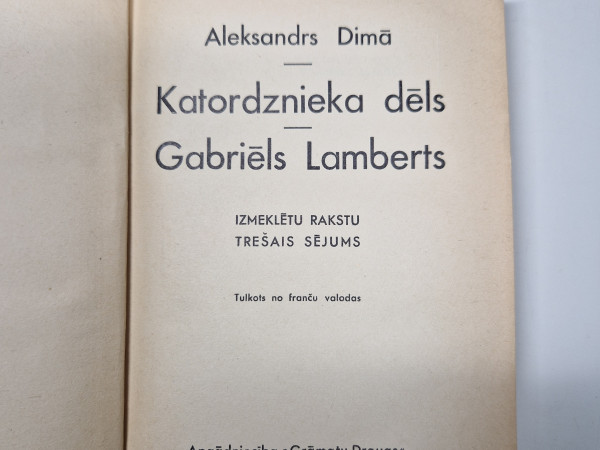 Aleksandrs Dimā
Katordznieka dēls
Gabriēls Lamberts
IZMEKLĒTU RAKSTU
TREŠAIS SĒJUMS
Tulkots no franču valodas